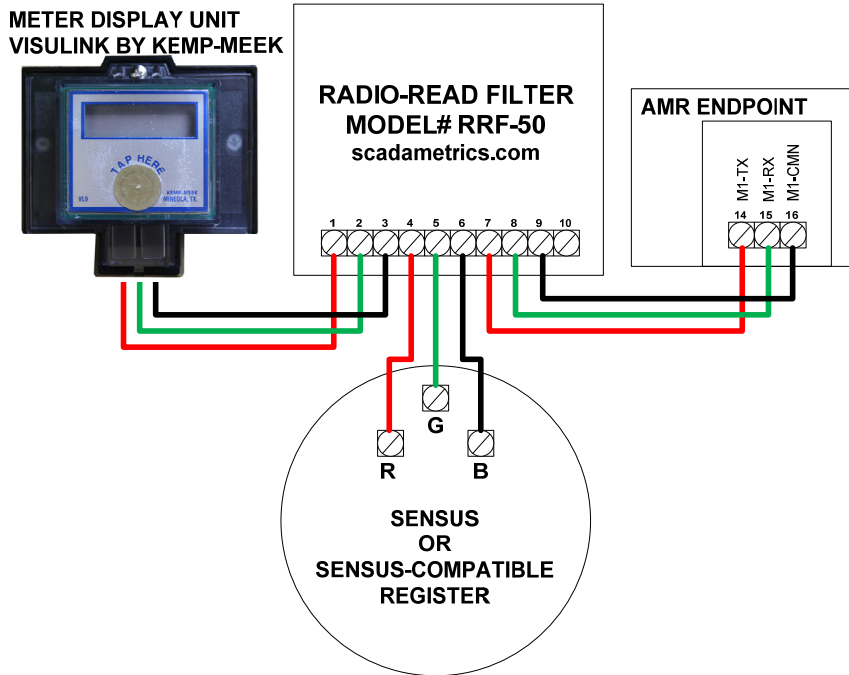 METER DISPLAY UNIT
VISULINK BY KEMP-MEEK
TAP HERE
VL9
KEMP-MEEK
MINEOLA, TX.
RADIO-READ FILTER
MODEL# RRF-50
scadametrics.com
1 2 3 4 5 6 7 8 9 10
AMR ENDPOINT
M1-TX
M1-RX
M1-CMN
14 15 16
G
R B
SENSUS
OR
SENSUS-COMPATIBLE
REGISTER